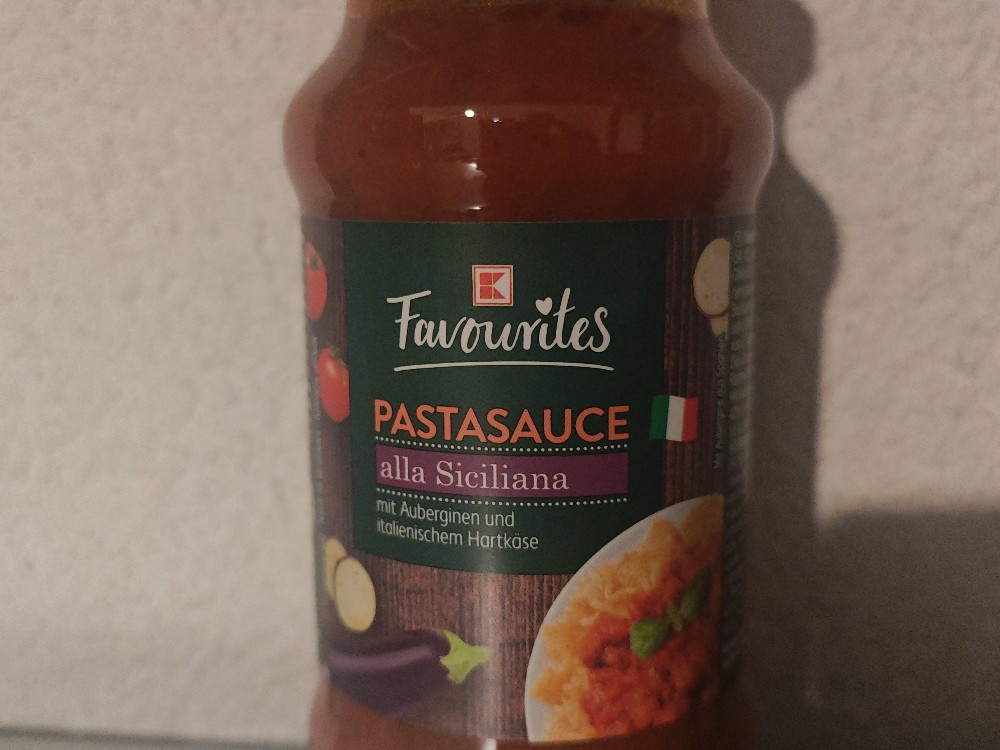 K
Favourites
PASTASAUCE
alla Siciliana
mit Auberginen und
italienischem Hartkäse